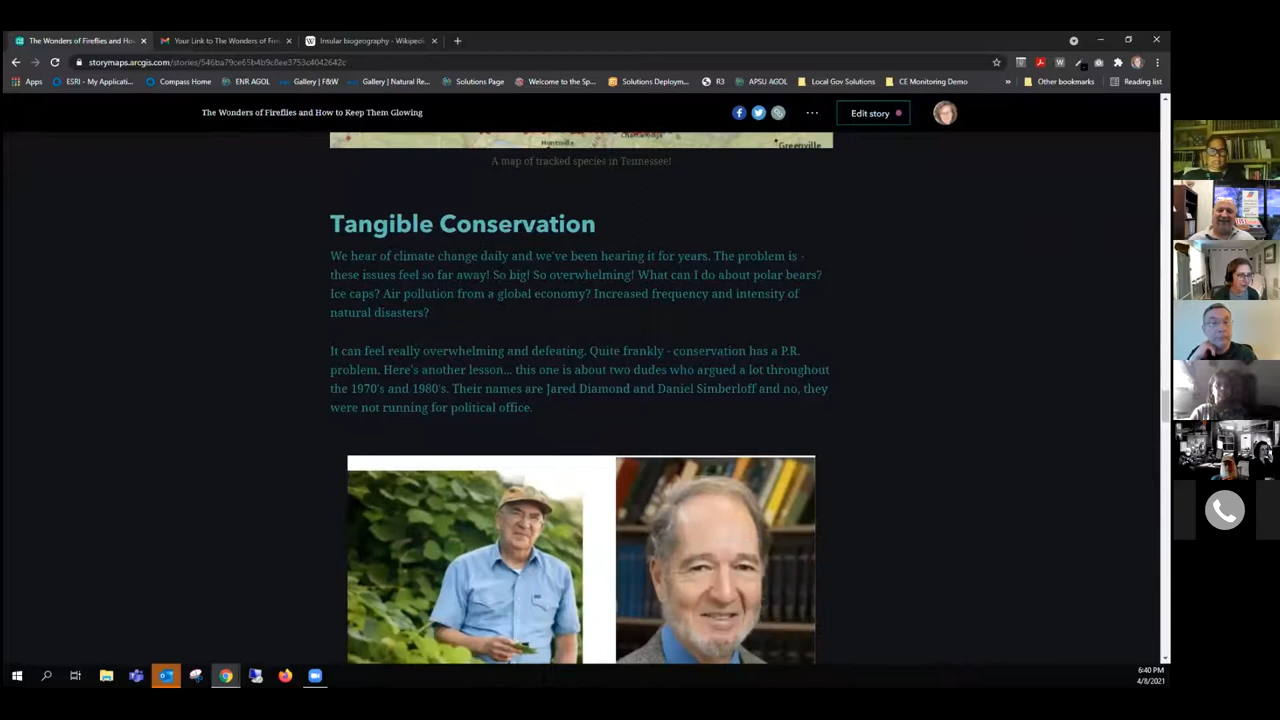 The Wonders of Fireflies and How
Your Link to The Wonders of Fire
Insular biogeography - Wikipedi
storymaps.arcgis.com/stories/
Apps
ESRI - My Applicati...
Compass Home
ENR AGOL
Gallery | F&W
Gallery | Natural Re...
Solutions Page
Welcome to the Sp...
Solutions Deploym...
R3
APSU AGOL
Local Gov Solutions
CE Monitoring Demo
Other bookmarks
Reading list
The Wonders of Fireflies and How to Keep Them Glowing
Edit story
Huntsville
Chattanooga
Greenville
A map of tracked species in Tennessee!
Tangible Conservation
We hear of climate change daily and we've been hearing it for years. The problem is -
these issues feel so far away! So big! So overwhelming! What can I do about polar bears?
Ice caps? Air pollution from a global economy? Increased frequency and intensity of
natural disasters?
It can feel really overwhelming and defeating. Quite frankly - conservation has a P.R.
problem. Here's another lesson... this one is about two dudes who argued a lot throughout
the 1970's and 1980's. Their names are Jared Diamond and Daniel Simberloff and no, they
were not running for political office.
6:40 PM
4/8/2021